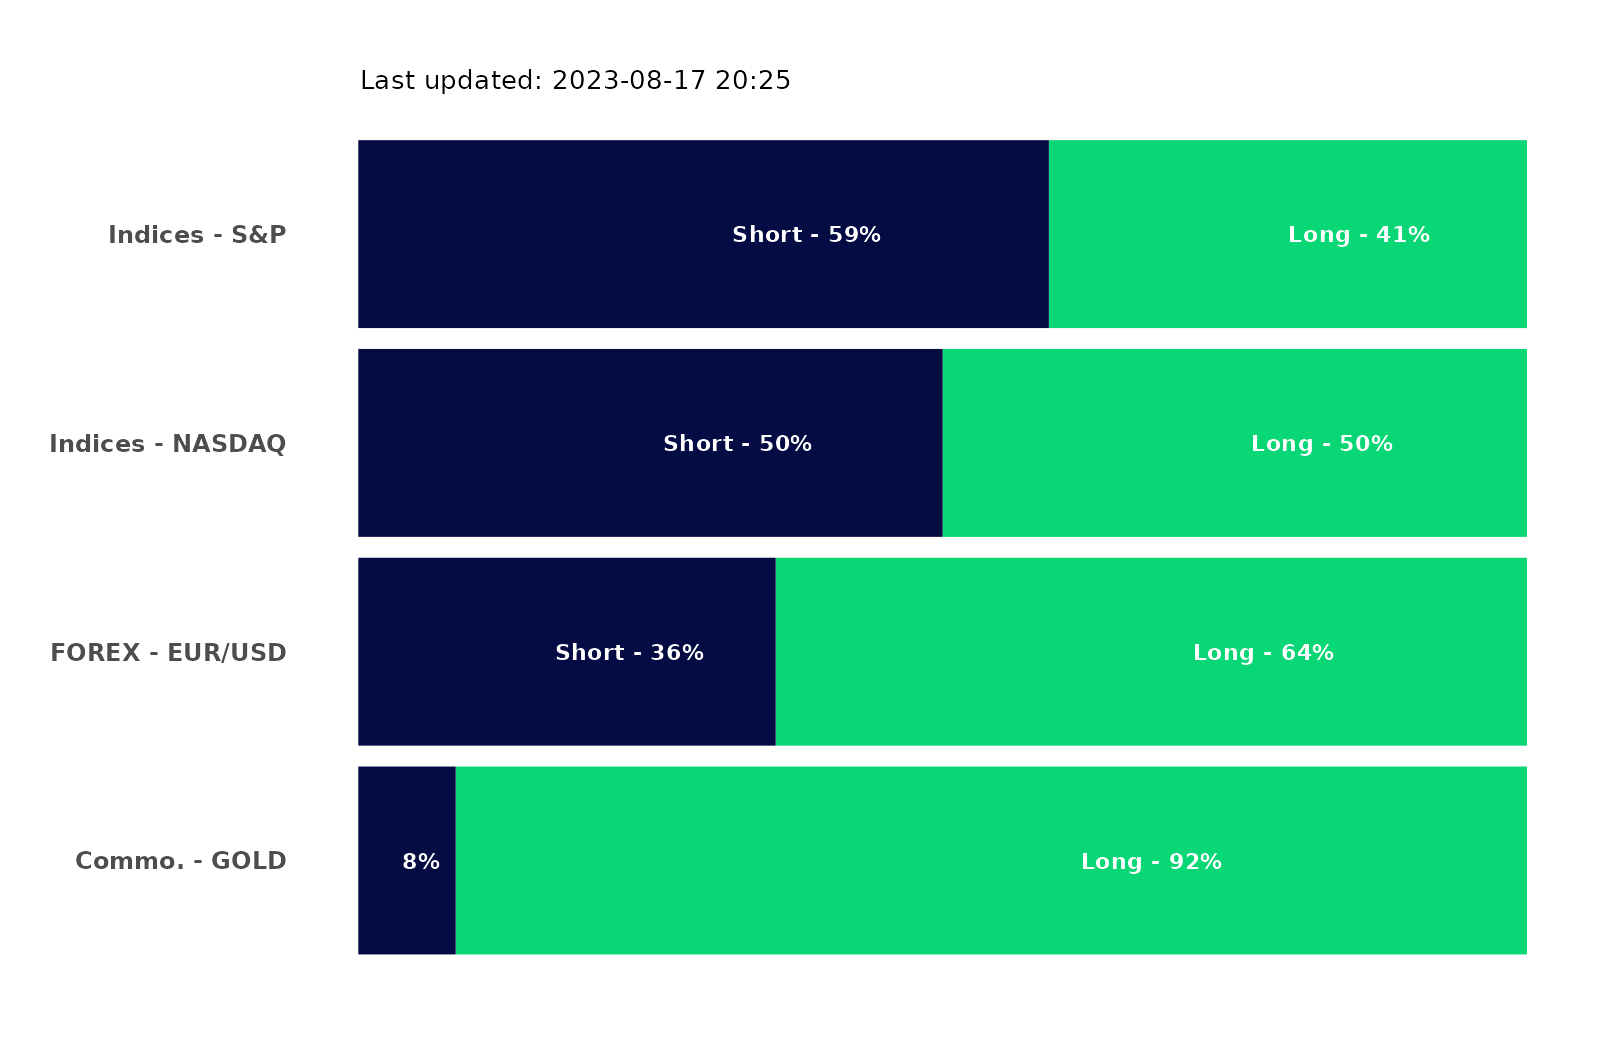 Last updated: 2023-08-17 20:25
Indices - S&P Short - 59% Long - 41%
Indices - NASDAQ Short - 50% Long - 50%
FOREX - EUR/USD Short - 36% Long - 64%
Commo. - GOLD 8% Long - 92%